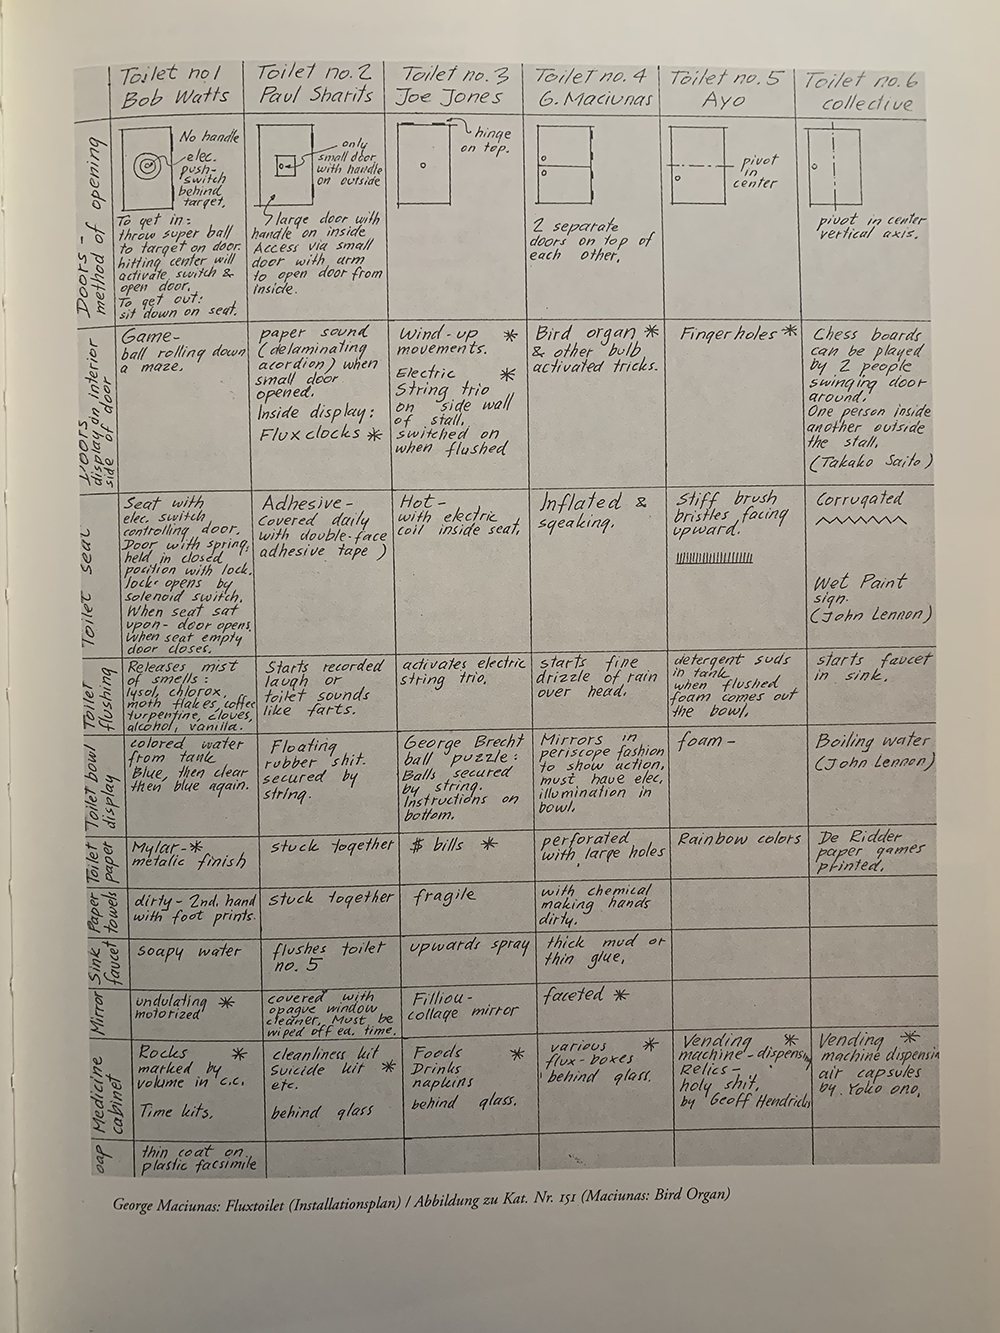 Toilet no 1
Bob Watts
Toilet no. 2
Paul Sharits
Toilet no. 3
Joe Jones
Toilet no. 4
G. Maciunas
Toilet no. 5
Ayo
Toilet no. 6
collective
Doors -
method of opening
No handle
elec.
push-
switch
behind
target.
To get in:
throw super ball
to target on door.
hitting center will
activate switch &
open door.
To get out:
sit down on seat.
only
small door
with handle
on outside
large door with
handle on inside
Access via small
door with arm
to open door from
inside.
hinge
on top.
2 separate
doors on top of
each other.
pivot
in
center
pivot in center
vertical axis.
Doors -
display on interior
side of door
Game-
ball rolling down
a maze.
paper sound
(delaminating
acordion) when
small door
opened.
Inside display:
Flux clocks *
Wind-up *
movements.
Electric *
String trio
on side wall
of stall,
switched on
when flushed
Bird organ *
& other bulb
activated tricks.
Finger holes *
Chess boards
can be played
by 2 people
swinging door
around.
One person inside
another outside
the stall.
(Takako Saito)
Toilet seat
Seat with
elec. switch
controlling door.
Door with spring,
held in closed
position with lock.
lock opens by
solenoid switch.
When seat sat
upon - door opens.
When seat empty
door closes.
Adhesive -
covered daily
with double-face
adhesive tape )
Hot -
with electric
coil inside seat.
Inflated &
sqeaking.
Stiff brush
bristles facing
upward.
Corrugated
Wet Paint
sign.
(John Lennon)
Toilet
flushing
Releases mist
of smells:
lysol, chlorox,
moth flakes, coffee
turpentine, cloves,
alcohol, vanilla.
Starts recorded
laugh or
toilet sounds
like farts.
activates electric
string trio.
starts fine
drizzle of rain
over head.
detergent suds
in tank
when flushed
foam comes out
the bowl.
starts faucet
in sink.
Toilet bowl
display
colored water
from tank
Blue, then clear
then blue again.
Floating
rubber shit.
secured by
string.
George Brecht
ball puzzle:
Balls secured
by string.
Instructions on
bottom.
Mirrors in
periscope fashion
to show action,
must have elec.
illumination in
bowl.
foam -
Boiling water
(John Lennon)
Toilet
paper
Mylar - *
metalic finish
stuck together
$ bills *
perforated
with large holes
Rainbow colors
De Ridder
paper games
printed.
Paper
towels
dirty - 2nd. hand
with foot prints.
stuck together
fragile
with chemical
making hands
dirty.
Sink
faucet
soapy water
flushes toilet
no. 5
upwards spray
thick mud or
thin glue.
Mirror
undulating *
motorized
covered with
opague window
cleaner. Must be
wiped off ea. time.
Filliou -
collage mirror
faceted *
Medicine
cabinet
Rocks *
marked by
volume in c.c.
Time kits.
cleanliness kit
Suicide kit *
etc.
behind glass
Foods *
Drinks
napkins
behind glass.
various *
flux-boxes
behind glass.
Vending *
machine - dispensin
Relics -
holy shit,
by Geoff Hendricks
Vending *
machine dispensin
air capsules
by Yoko ono.
oap
thin coat on
plastic facsimile
George Maciunas: Fluxtoilet (Installationsplan) / Abbildung zu Kat. Nr. 151 (Maciunas: Bird Organ)